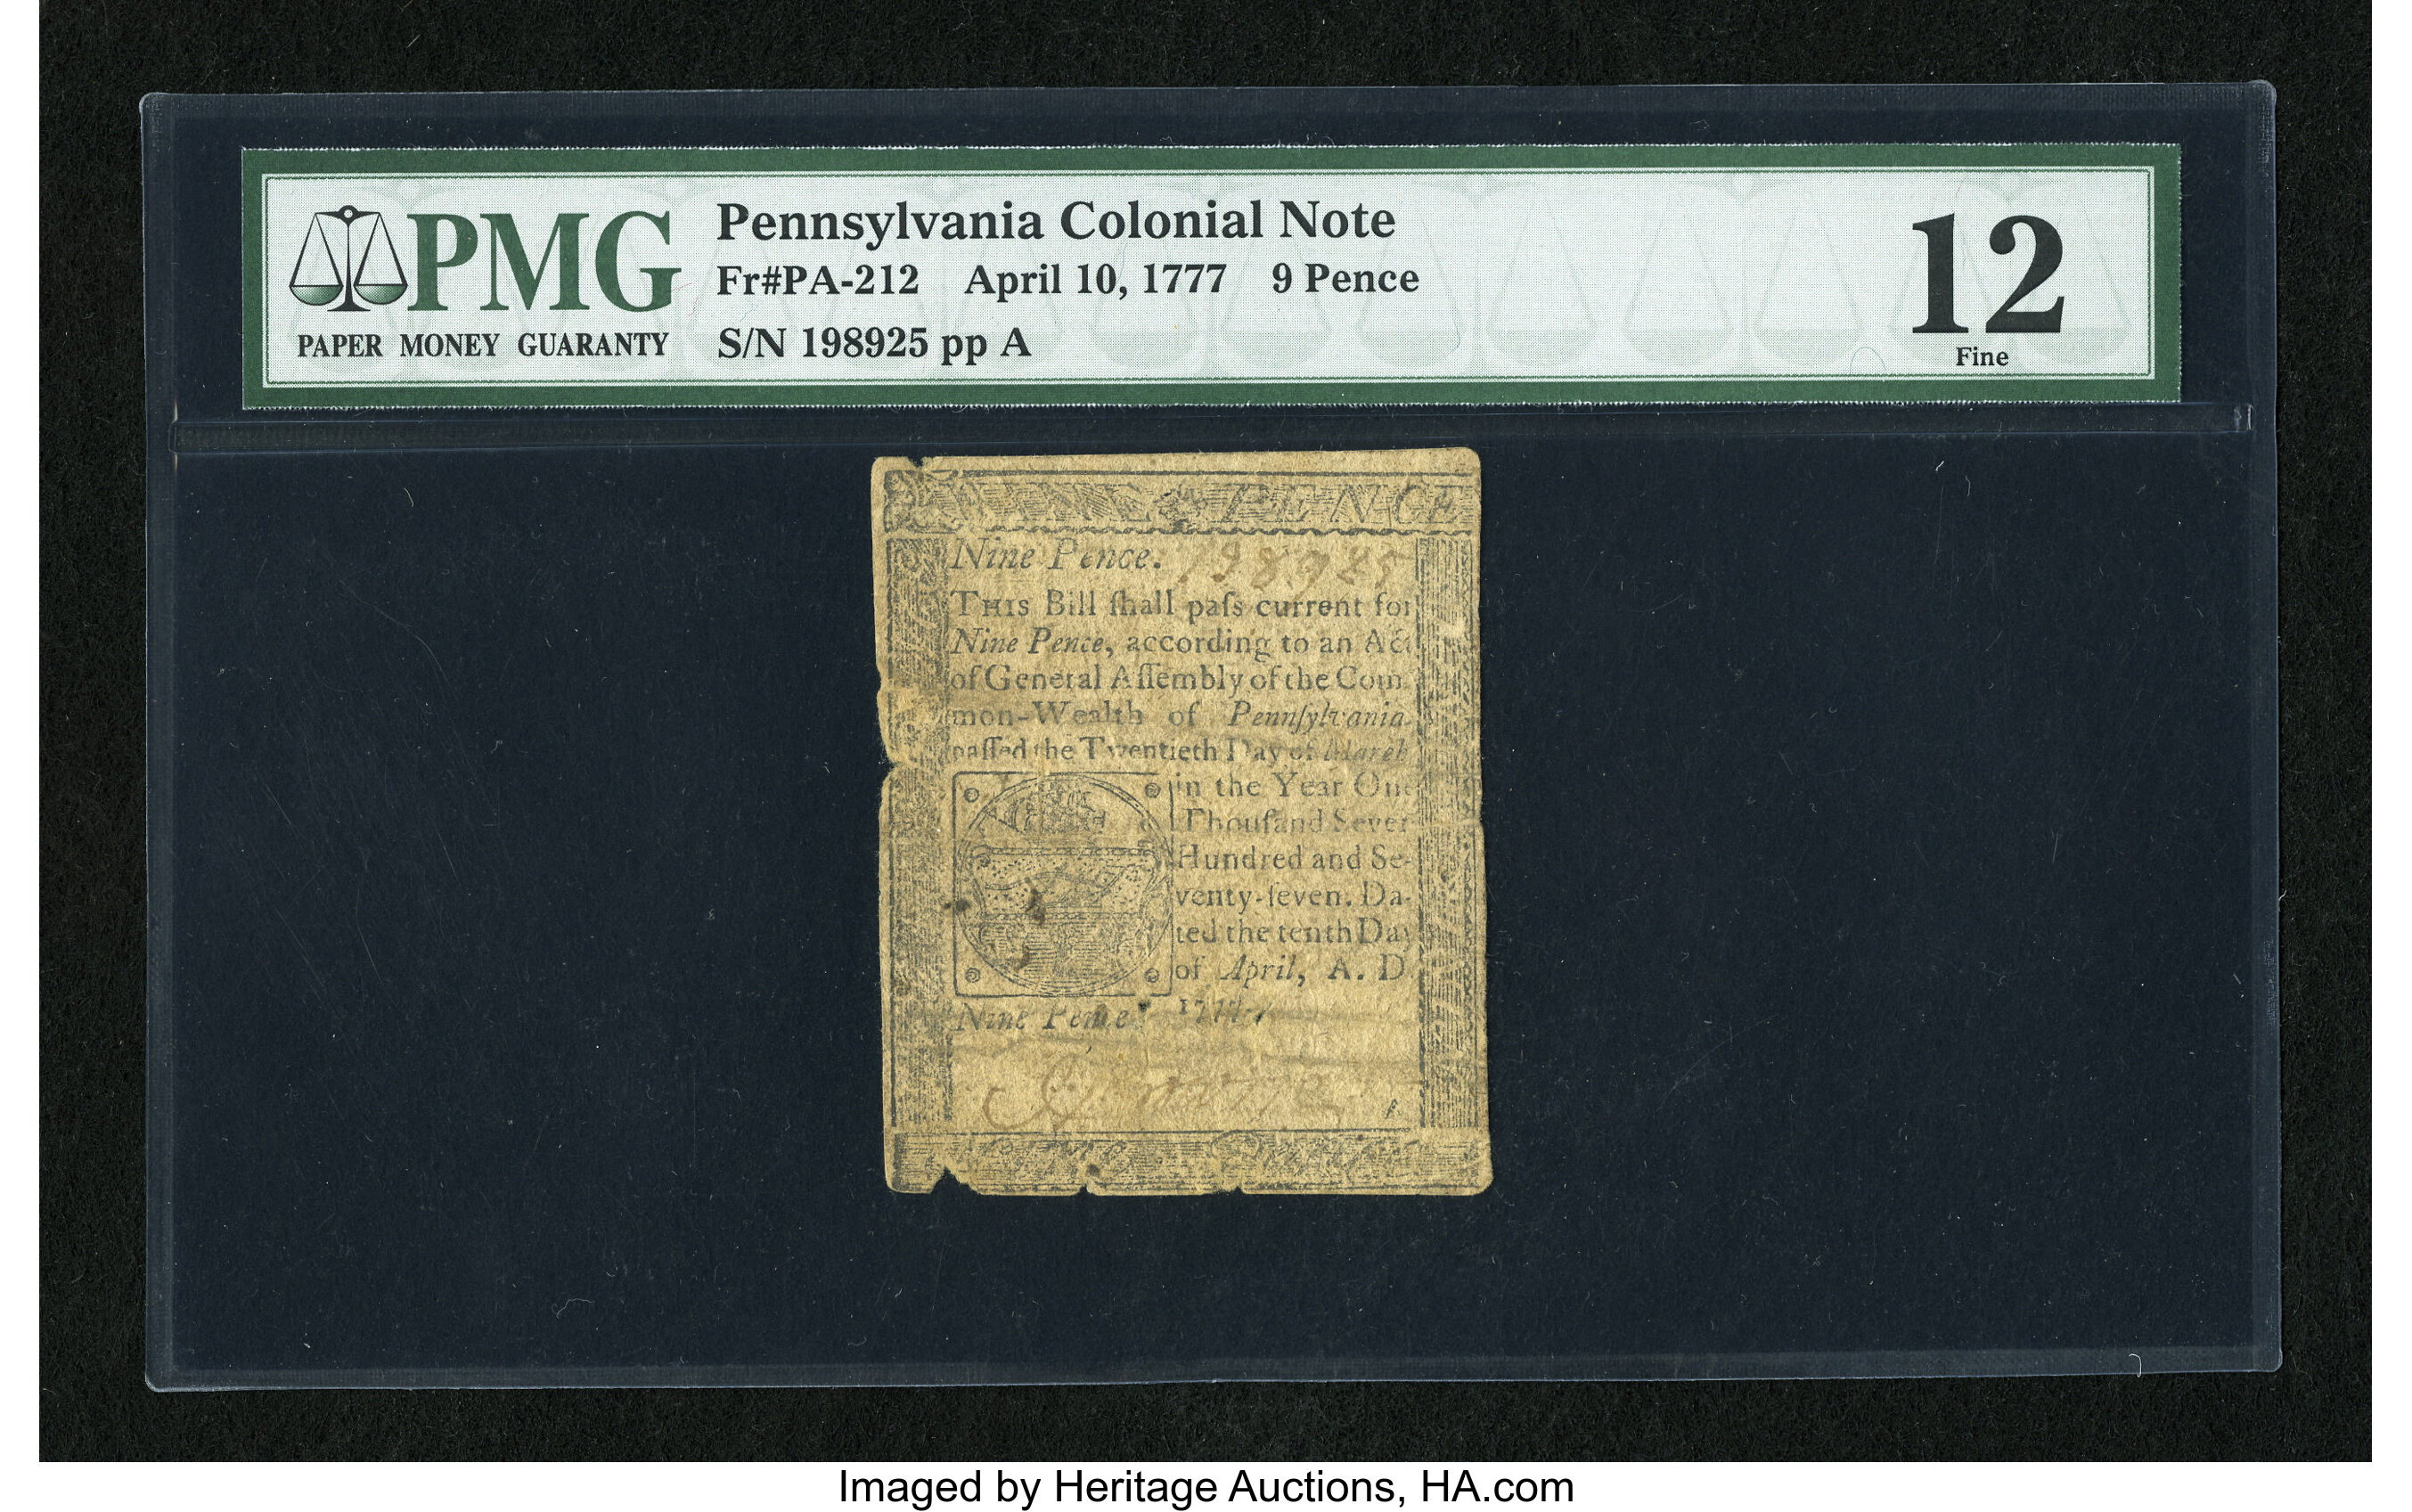 PMG
PAPER MONEY GUARANTY
Pennsylvania Colonial Note
Fr#PA-212 April 10, 1777 9 Pence
S/N 198925 pp A
12
Fine
PENCE
Nine Pence. 198925
THIS Bill ſhall paſs current for
Nine Pence, according to an Act
of General Aſſembly of the Com
mon-Wealth of Pennſylvania
paſſed the Twentieth Day of March
in the Year One
Thouſand Seven
Hundred and Se-
venty-ſeven. Da-
ted the tenth Day
of April, A. D
1777.
Nine Pence.
Imaged by Heritage Auctions, HA.com